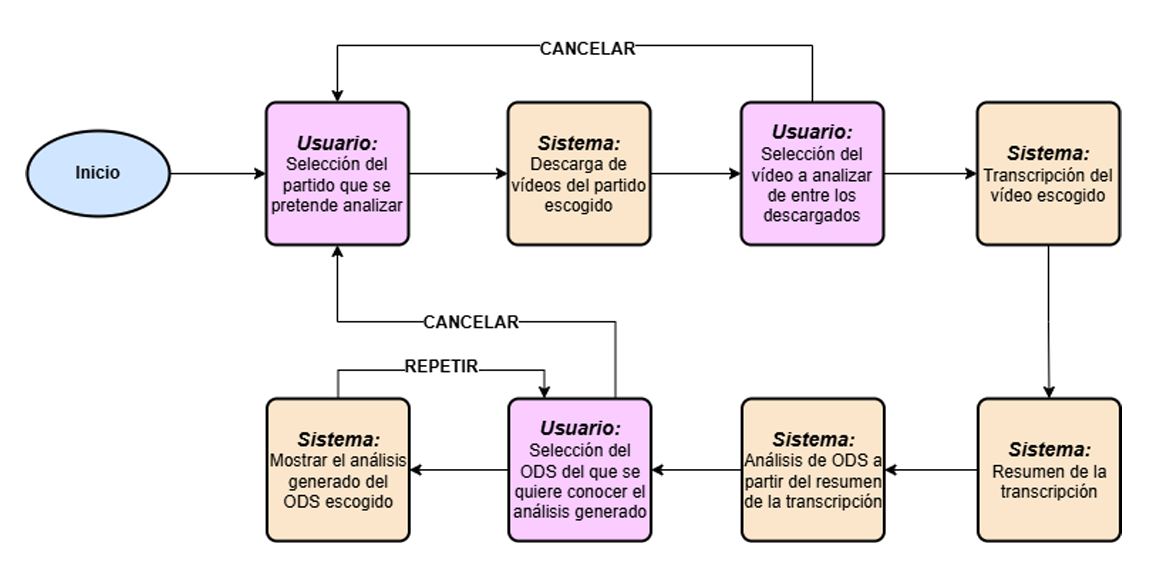 CANCELAR
Inicio
Usuario:
Selección del
partido que se
pretende analizar
Sistema:
Descarga de
vídeos del partido
escogido
Usuario:
Selección del
vídeo a analizar
de entre los
descargados
Sistema:
Transcripción del
vídeo escogido
CANCELAR
REPETIR
Sistema:
Mostrar el análisis
generado del
ODS escogido
Usuario:
Selección del
ODS del que se
quiere conocer el
análisis generado
Sistema:
Análisis de ODS a
partir del resumen
de la transcripción
Sistema:
Resumen de la
transcripción